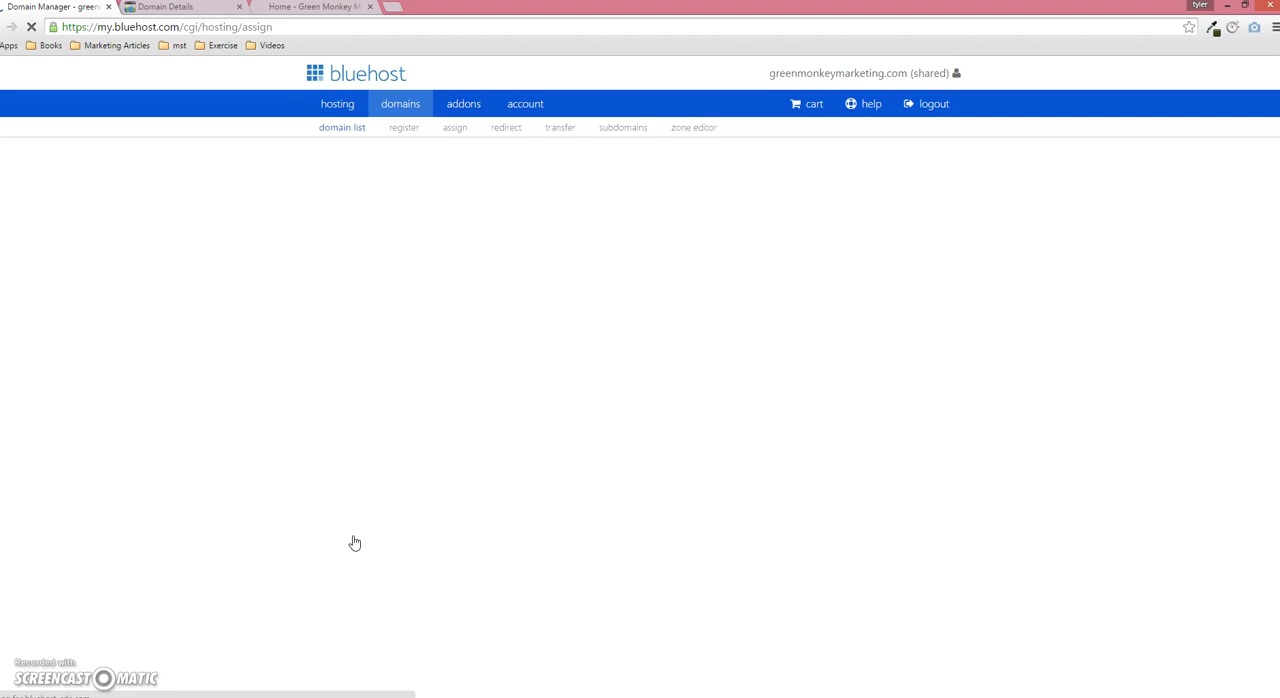 Domain Manager - green
Domain Details
Home - Green Monkey M
tyler
https://my.bluehost.com/cgi/hosting/assign
Apps Books Marketing Articles mst Exercise Videos
bluehost
greenmonkeymarketing.com (shared)
hosting domains addons account cart help logout
domain list register assign redirect transfer subdomains zone editor
Recorded with
SCREENCAST MATIC